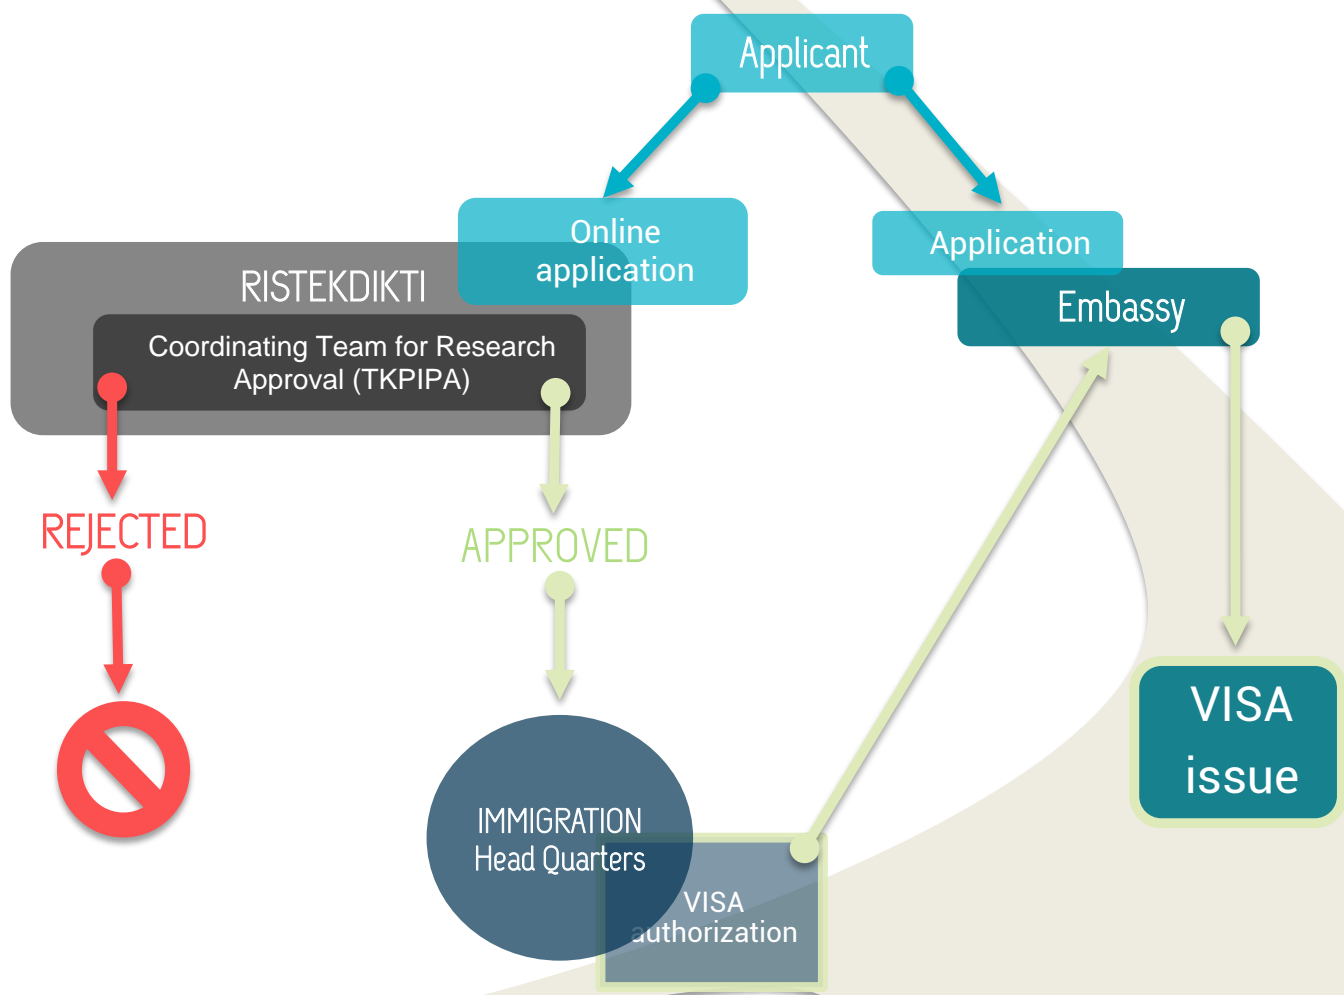 Applicant
Online
application
Application
RISTEKDIKTI
Embassy
Coordinating Team for Research
Approval (TKPIPA)
REJECTED
APPROVED
VISA
issue
IMMIGRATION
Head Quarters
VISA
authorization